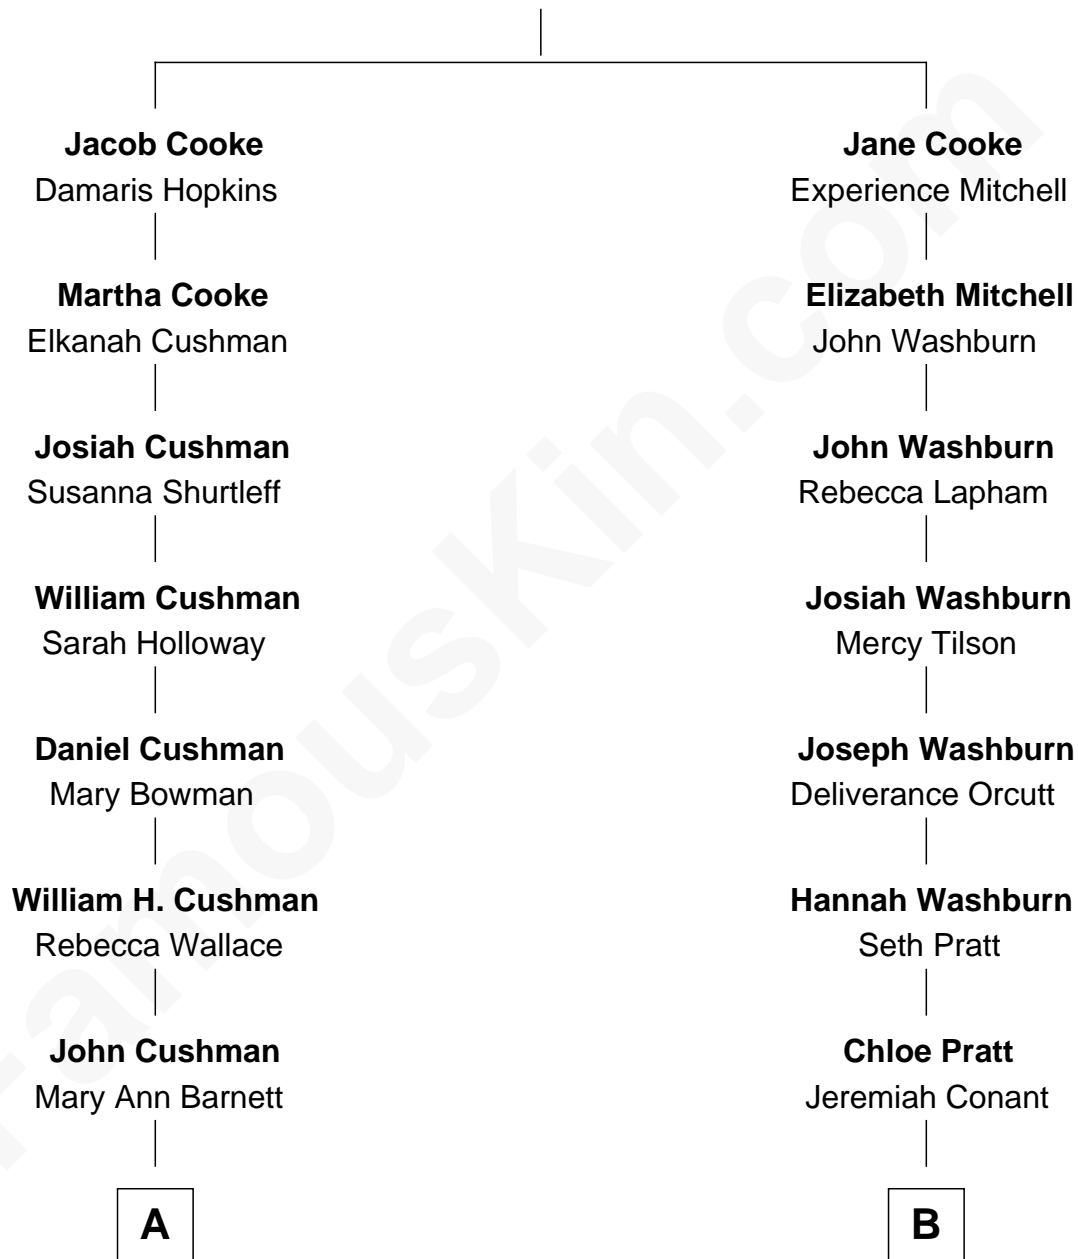 Jacob Cooke
Damaris Hopkins
Martha Cooke
Elkanah Cushman
Josiah Cushman
Susanna Shurtleff
William Cushman
Sarah Holloway
Daniel Cushman
Mary Bowman
William H. Cushman
Rebecca Wallace
John Cushman
Mary Ann Barnett
A
Jane Cooke
Experience Mitchell
Elizabeth Mitchell
John Washburn
John Washburn
Rebecca Lapham
Josiah Washburn
Mercy Tilson
Joseph Washburn
Deliverance Orcutt
Hannah Washburn
Seth Pratt
Chloe Pratt
Jeremiah Conant
B
FamousKin.com